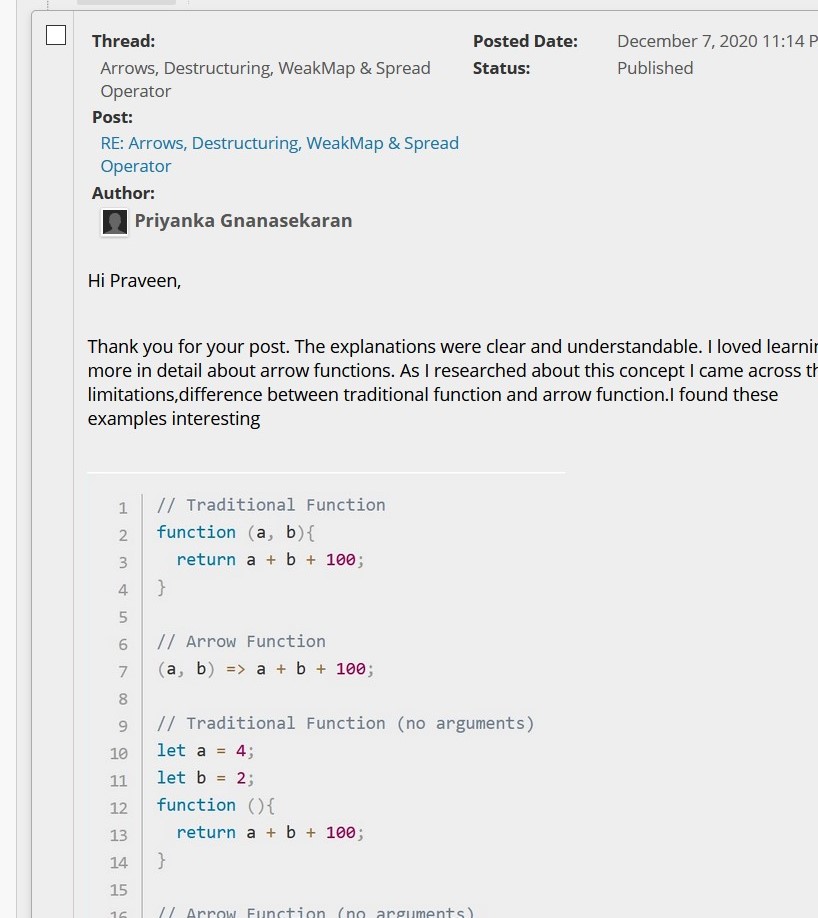 Thread:
Posted Date:
December 7, 2020 11:14
Arrows, Destructuring, WeakMap & Spread
Status:
Published
Operator
Post:
RE: Arrows, Destructuring, WeakMap & Spread
Operator
Author:
Priyanka Gnanasekaran
Hi Praveen,
Thank you for your post. The explanations were clear and understandable. I loved
more in detail about arrow functions. As I researched about this concept I came across
limitations,difference between traditional function and arrow function.I found these
examples interesting
1 // Traditional Function
2 function (a, b){
3   return a + b + 100;
4 }
5
6 // Arrow Function
7 (a, b) => a + b + 100;
8
9 // Traditional Function (no arguments)
10 let a = 4;
11 let b = 2;
12 function (){
13   return a + b + 100;
14 }
15
16 // Arrow Function (no arguments)